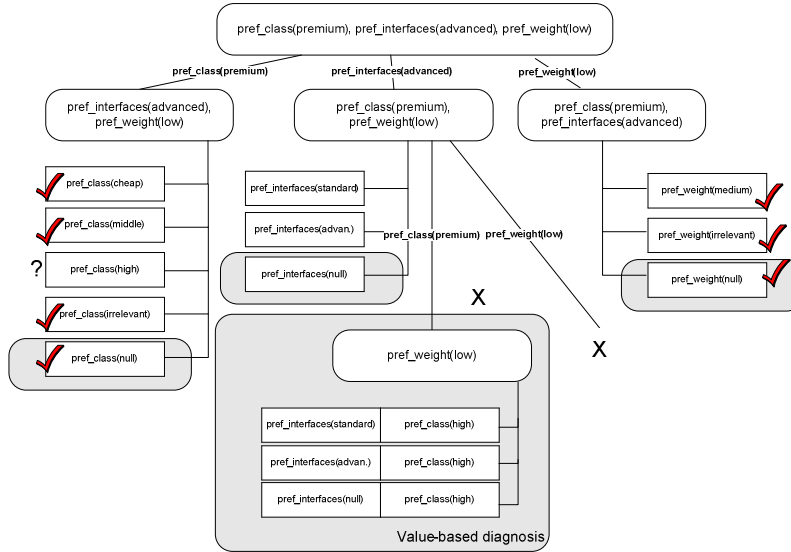 pref_class(premium), pref_interfaces(advanced), pref_weight(low)
pref_class(premium)
pref_interfaces(advanced)
pref_weight(low)
pref_interfaces(advanced),
pref_weight(low)
pref_class(premium),
pref_weight(low)
pref_class(premium),
pref_interfaces(advanced)
pref_class(cheap)
pref_class(middle)
?
pref_class(high)
pref_class(irrelevant)
pref_class(null)
pref_interfaces(standard)
pref_interfaces(advan.)
pref_interfaces(null)
pref_class(premium)
pref_weight(low)
pref_weight(medium)
pref_weight(irrelevant)
pref_weight(null)
X
X
pref_weight(low)
pref_interfaces(standard) pref_class(high)
pref_interfaces(advan.) pref_class(high)
pref_interfaces(null) pref_class(high)
Value-based diagnosis